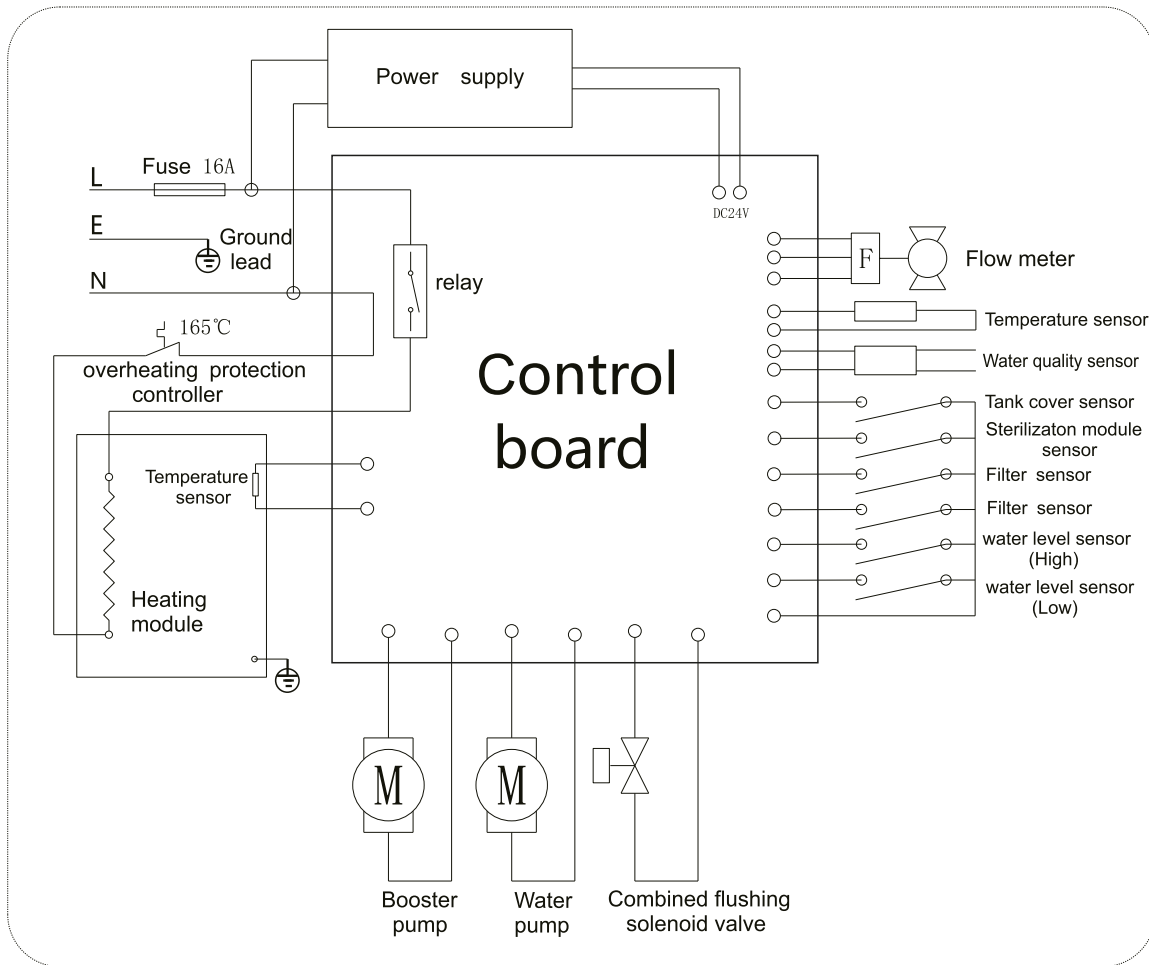 Power supply
Fuse 16A
L
E
Ground
lead
N
165℃
overheating protection
controller
relay
DC24V
Control
board
F
Flow meter
Temperature sensor
Water quality sensor
Tank cover sensor
Sterilizaton module
sensor
Filter sensor
Filter sensor
water level sensor
(High)
water level sensor
(Low)
Temperature
sensor
Heating
module
M
M
Booster
pump
Water
pump
Combined flushing
solenoid valve